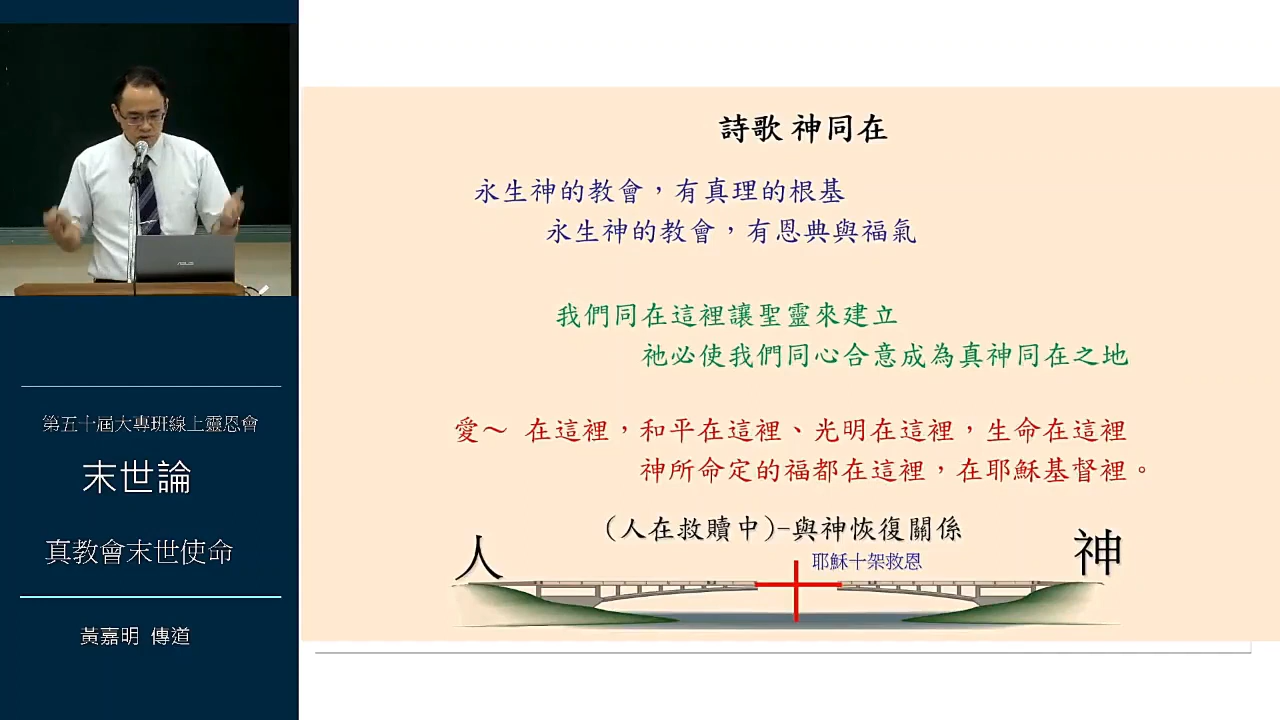 第五十屆大專班線上靈恩會
末世論
真教會末世使命
黃嘉明 傳道
詩歌 神同在
永生神的教會，有真理的根基
永生神的教會，有恩典與福氣
我們同在這裡讓聖靈來建立
祂必使我們同心合意成為真神同在之地
愛～ 在這裡，和平在這裡、光明在這裡，生命在這裡
神所命定的福都在這裡，在耶穌基督裡。
(人在救贖中)-與神恢復關係
人
神
耶穌十架救恩
ASUS